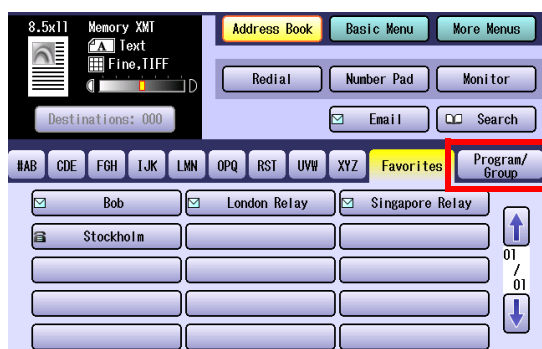 8.5x11 Memory XMT
A Text
Fine,TIFF
D
Destinations: 000
Address Book Basic Menu More Menus
Redial Number Pad Monitor
Email Search
#AB CDE FGH IJK LMN OPQ RST UVW XYZ Favorites Program/
Group
Bob London Relay Singapore Relay
Stockholm
01
/
01